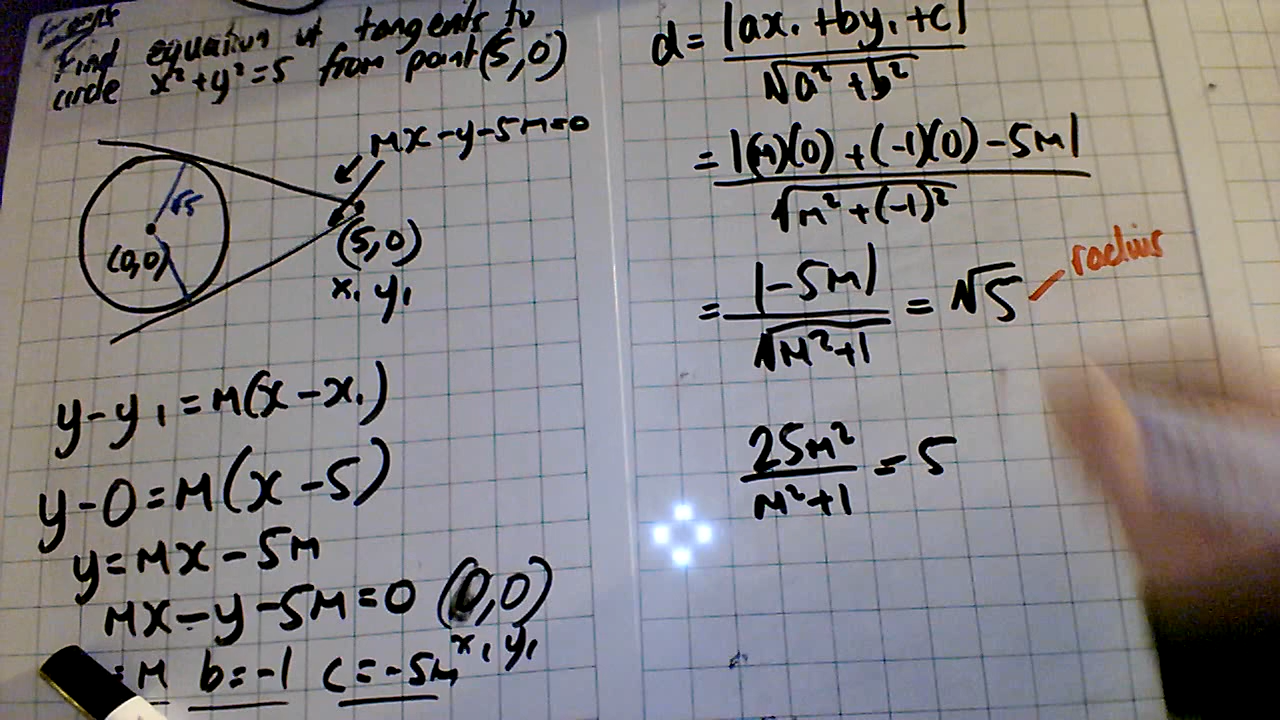 Example
Find equation of tangents to
circle x²+y²=5 from point (5,0)
Mx-y-5M=0
√5
(0,0)
(5,0)
x₁ y₁
y-y₁=M(x-x₁)
y-0=M(x-5)
y=Mx-5M
Mx-y-5M=0 (0,0)
x₁ y₁
=M b=-1 c=-5M
d=|ax₁+by₁+c|
√a²+b²
=|(M)(0)+(-1)(0)-5M|
√M²+(-1)²
=|-5M| = √5 radius
√M²+1
25M² = 5
M²+1